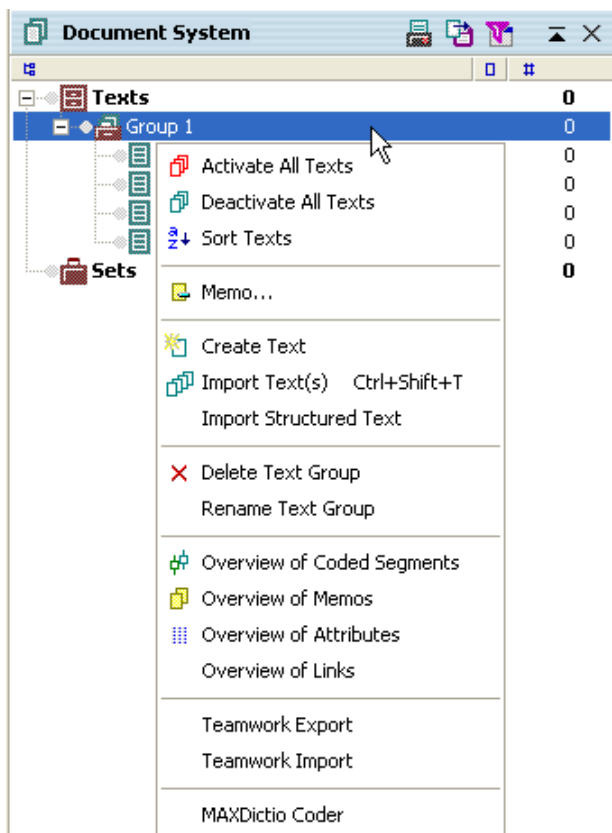 Document System
#
Texts 0
Group 1 0
0
0
0
0
Sets 0
Activate All Texts
Deactivate All Texts
Sort Texts
Memo...
Create Text
Import Text(s) Ctrl+Shift+T
Import Structured Text
Delete Text Group
Rename Text Group
Overview of Coded Segments
Overview of Memos
Overview of Attributes
Overview of Links
Teamwork Export
Teamwork Import
MAXDictio Coder